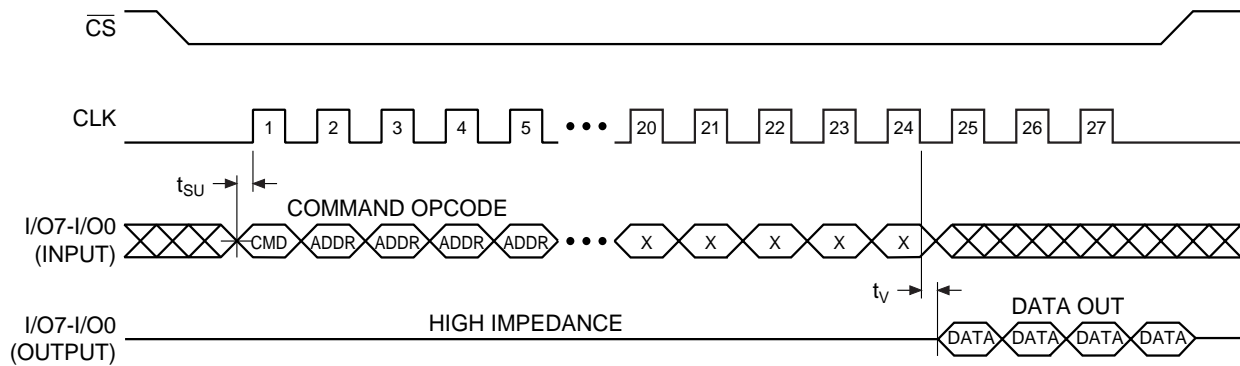 CS
CLK
1 2 3 4 5 ••• 20 21 22 23 24 25 26 27
tSU
COMMAND OPCODE
I/O7-I/O0
(INPUT)
CMD ADDR ADDR ADDR ADDR ••• X X X X X
tV
I/O7-I/O0
(OUTPUT)
HIGH IMPEDANCE
DATA OUT
DATA DATA DATA DATA